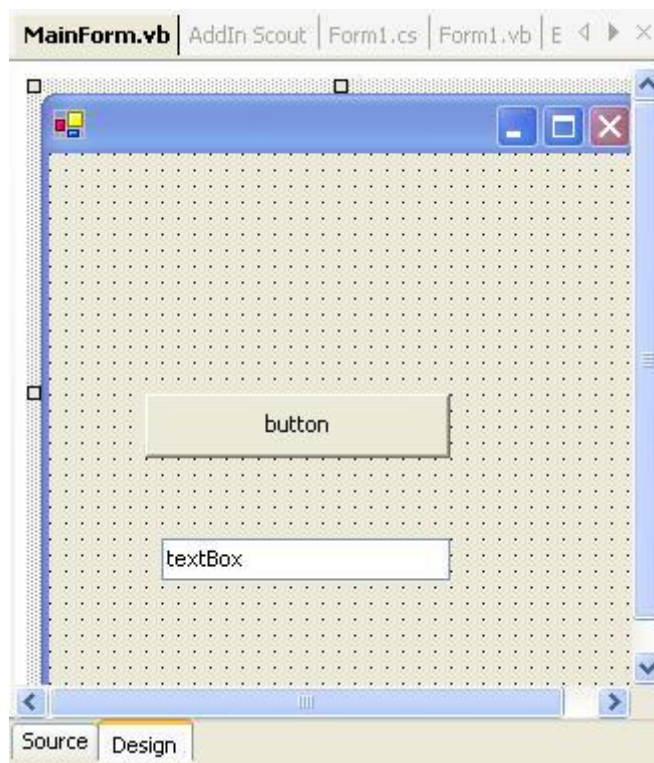 MainForm.vb AddIn Scout Form1.cs Form1.vb E
button
textBox
Source Design